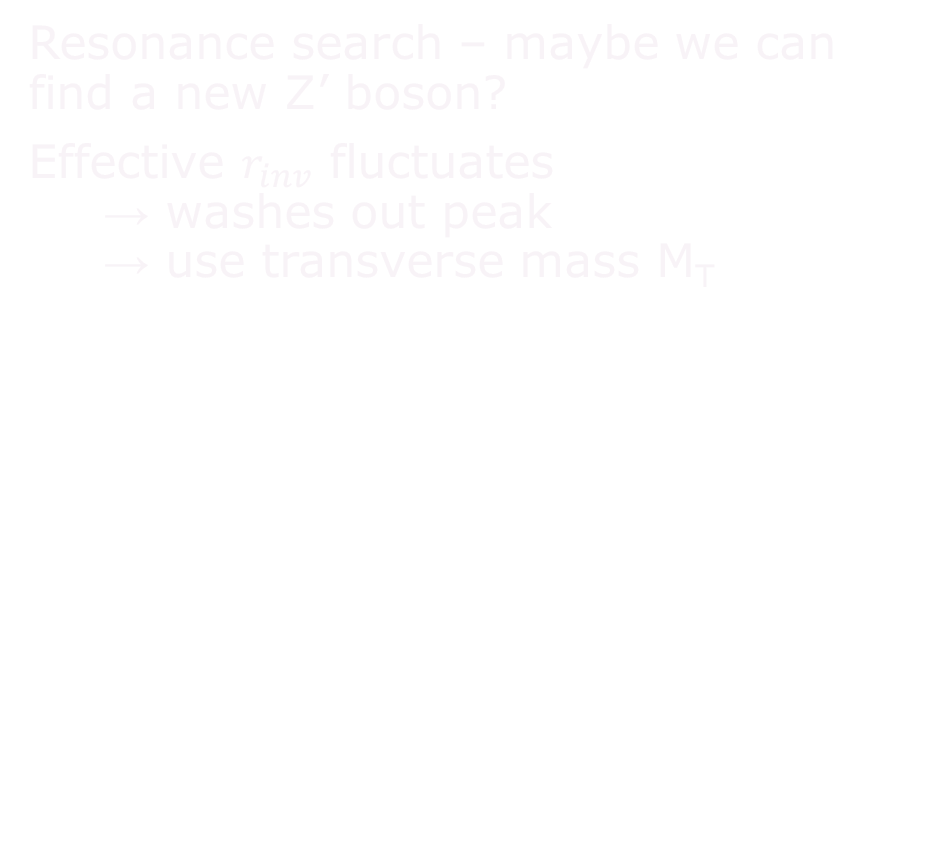 Resonance search – maybe we can
find a new Z’ boson?
Effective r_inv fluctuates
→ washes out peak
→ use transverse mass M_T